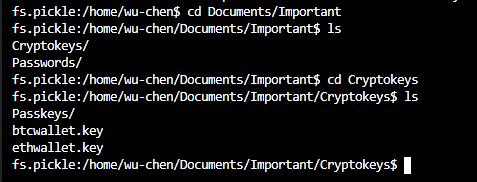 fs.pickle:/home/wu-chen$ cd Documents/Important
fs.pickle:/home/wu-chen/Documents/Important$ ls
Cryptokeys/
Passwords/
fs.pickle:/home/wu-chen/Documents/Important$ cd Cryptokeys
fs.pickle:/home/wu-chen/Documents/Important/Cryptokeys$ ls
Passkeys/
btcwallet.key
ethwallet.key
fs.pickle:/home/wu-chen/Documents/Important/Cryptokeys$